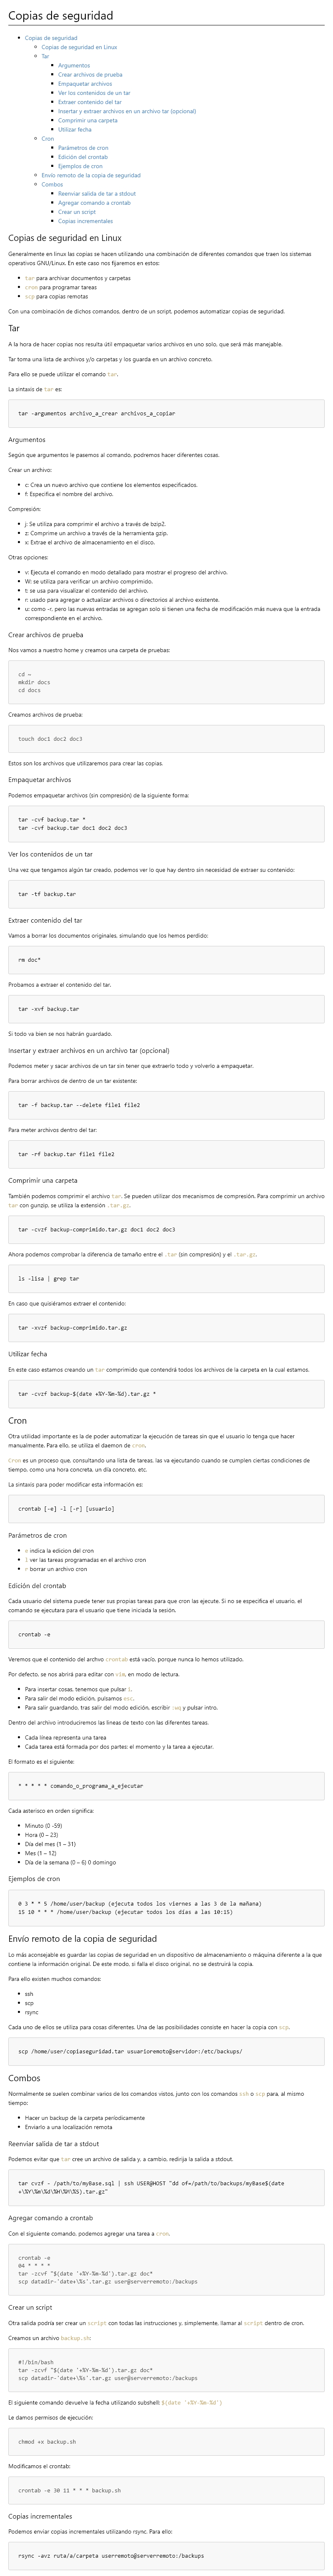 Copias de seguridad
Copias de seguridad
Copias de seguridad en Linux
Tar
Argumentos
Crear archivos de prueba
Empaquetar archivos
Ver los contenidos de un tar
Extraer contenido del tar
Insertar y extraer archivos en un archivo tar (opcional)
Comprimir una carpeta
Utilizar fecha
Cron
Parámetros de cron
Edición del crontab
Ejemplos de cron
Envío remoto de la copia de seguridad
Combos
Reenviar salida de tar a stdout
Agregar comando a crontab
Crear un script
Copias incrementales
Copias de seguridad en Linux
Generalmente en linux las copias se hacen utilizando una combinación de diferentes comandos que traen los sistemas
operativos GNU/Linux. En este caso nos fijaremos en estos:
tar para archivar documentos y carpetas
cron para programar tareas
scp para copias remotas
Con una combinación de dichos comandos, dentro de un script, podemos automatizar copias de seguridad.
Tar
A la hora de hacer copias nos resulta útil empaquetar varios archivos en uno solo, que será más manejable.
Tar toma una lista de archivos y/o carpetas y los guarda en un archivo concreto.
Para ello se puede utilizar el comando tar.
La sintaxis de tar es:
tar -argumentos archivo_a_crear archivos_a_copiar
Argumentos
Según que argumentos le pasemos al comando, podremos hacer diferentes cosas.
Crear un archivo:
c: Crea un nuevo archivo que contiene los elementos especificados.
f: Especifica el nombre del archivo.
Compresión:
j: Se utiliza para comprimir el archivo a través de bzip2.
z: Comprime un archivo a través de la herramienta gzip.
x: Extrae el archivo de almacenamiento en el disco.
Otras opciones:
v: Ejecuta el comando en modo detallado para mostrar el progreso del archivo.
W: se utiliza para verificar un archivo comprimido.
t: se usa para visualizar el contenido del archivo.
r: usado para agregar o actualizar archivos o directorios al archivo existente.
u: como -r, pero las nuevas entradas se agregan solo si tienen una fecha de modificación más nueva que la entrada
correspondiente en el archivo.
Crear archivos de prueba
Nos vamos a nuestro home y creamos una carpeta de pruebas:
cd ~
mkdir docs
cd docs
Creamos archivos de prueba:
touch doc1 doc2 doc3
Estos son los archivos que utilizaremos para crear las copias.
Empaquetar archivos
Podemos empaquetar archivos (sin compresión) de la siguiente forma:
tar -cvf backup.tar *
tar -cvf backup.tar doc1 doc2 doc3
Ver los contenidos de un tar
Una vez que tengamos algún tar creado, podemos ver lo que hay dentro sin necesidad de extraer su contenido:
tar -tf backup.tar
Extraer contenido del tar
Vamos a borrar los documentos originales, simulando que los hemos perdido:
rm doc*
Probamos a extraer el contenido del tar.
tar -xvf backup.tar
Si todo va bien se nos habrán guardado.
Insertar y extraer archivos en un archivo tar (opcional)
Podemos meter y sacar archivos de un tar sin tener que extraerlo todo y volverlo a empaquetar.
Para borrar archivos de dentro de un tar existente:
tar -f backup.tar --delete file1 file2
Para meter archivos dentro del tar:
tar -rf backup.tar file1 file2
Comprimir una carpeta
También podemos comprimir el archivo tar. Se pueden utilizar dos mecanismos de compresión. Para comprimir un archivo
tar con gunzip, se utiliza la extensión .tar.gz.
tar -cvzf backup-comprimido.tar.gz doc1 doc2 doc3
Ahora podemos comprobar la diferencia de tamaño entre el .tar (sin compresión) y el .tar.gz.
ls -lisa | grep tar
En caso que quisiéramos extraer el contenido:
tar -xvzf backup-comprimido.tar.gz
Utilizar fecha
En este caso estamos creando un tar comprimido que contendrá todos los archivos de la carpeta en la cual estamos.
tar -cvzf backup-$(date +%Y-%m-%d).tar.gz *
Cron
Otra utilidad importante es la de poder automatizar la ejecución de tareas sin que el usuario lo tenga que hacer
manualmente. Para ello, se utiliza el daemon de cron.
Cron es un proceso que, consultando una lista de tareas, las va ejecutando cuando se cumplen ciertas condiciones de
tiempo, como una hora concreta, un día concreto, etc.
La sintaxis para poder modificar esta información es:
crontab [-e] -l [-r] [usuario]
Parámetros de cron
indica la edicion del cron
l ver las tareas programadas en el archivo cron
r borrar un archivo cron
Edición del crontab
Cada usuario del sistema puede tener sus propias tareas para que cron las ejecute. Si no se especifica el usuario, el
comando se ejecutara para el usuario que tiene iniciada la sesión.
crontab -e
Veremos que el contenido del archvo crontab está vacío, porque nunca lo hemos utilizado.
Por defecto, se nos abrirá para editar con vim, en modo de lectura.
Para insertar cosas, tenemos que pulsar i.
Para salir del modo edición, pulsamos esc.
Para salir guardando, tras salir del modo edición, escribir :wq y pulsar intro.
Dentro del archivo introduciremos las líneas de texto con las diferentes tareas.
Cada línea representa una tarea
Cada tarea está formada por dos partes: el momento y la tarea a ejecutar.
El formato es el siguiente:
* * * * * comando_o_programa_a_ejecutar
Cada asterisco en orden significa:
Minuto (0 -59)
Hora (0 – 23)
Día del mes (1 – 31)
Mes (1 – 12)
Día de la semana (0 – 6) 0 domingo
Ejemplos de cron
0 3 * * 5 /home/user/backup (ejecuta todos los viernes a las 3 de la mañana)
15 10 * * * /home/user/backup (ejecutar todos los días a las 10:15)
Envío remoto de la copia de seguridad
Lo más aconsejable es guardar las copias de seguridad en un dispositivo de almacenamiento o máquina diferente a la que
contiene la información original. De este modo, si falla el disco original, no se destruirá la copia.
Para ello existen muchos comandos:
ssh
scp
rsync
Cada uno de ellos se utiliza para cosas diferentes. Una de las posibilidades consiste en hacer la copia con scp.
scp /home/user/copiaseguridad.tar usuarioremoto@servidor:/etc/backups/
Combos
Normalmente se suelen combinar varios de los comandos vistos, junto con los comandos ssh o scp para, al mismo
tiempo:
Hacer un backup de la carpeta períodicamente
Enviarlo a una localización remota
Reenviar salida de tar a stdout
Podemos evitar que tar cree un archivo de salida y, a cambio, redirija la salida a stdout.
tar cvzf - /path/to/myBase.sql | ssh USER@HOST "dd of=/path/to/backups/myBase$(date
+\%Y\%m\%d\%H\%M\%S).tar.gz"
Agregar comando a crontab
Con el siguiente comando, podemos agregar una tarea a cron.
crontab -e
04 * * * *
tar -zcvf "$(date '+%Y-%m-%d').tar.gz doc*
scp datadir-`date+\%s`.tar.gz user@serverremoto:/backups
Crear un script
Otra salida podría ser crear un script con todas las instrucciones y, simplemente, llamar al script dentro de cron.
Creamos un archivo backup.sh:
#!/bin/bash
tar -zcvf "$(date '+%Y-%m-%d').tar.gz doc*
scp datadir-`date+\%s`.tar.gz user@serverremoto:/backups
El siguiente comando devuelve la fecha utilizando subshell: $(date '+%Y-%m-%d')
Le damos permisos de ejecución:
chmod +x backup.sh
Modificamos el crontab:
crontab -e 30 11 * * * backup.sh
Copias incrementales
Podemos enviar copias incrementales utilizando rsync. Para ello:
rsync -avz ruta/a/carpeta userremoto@serverremoto:/backups